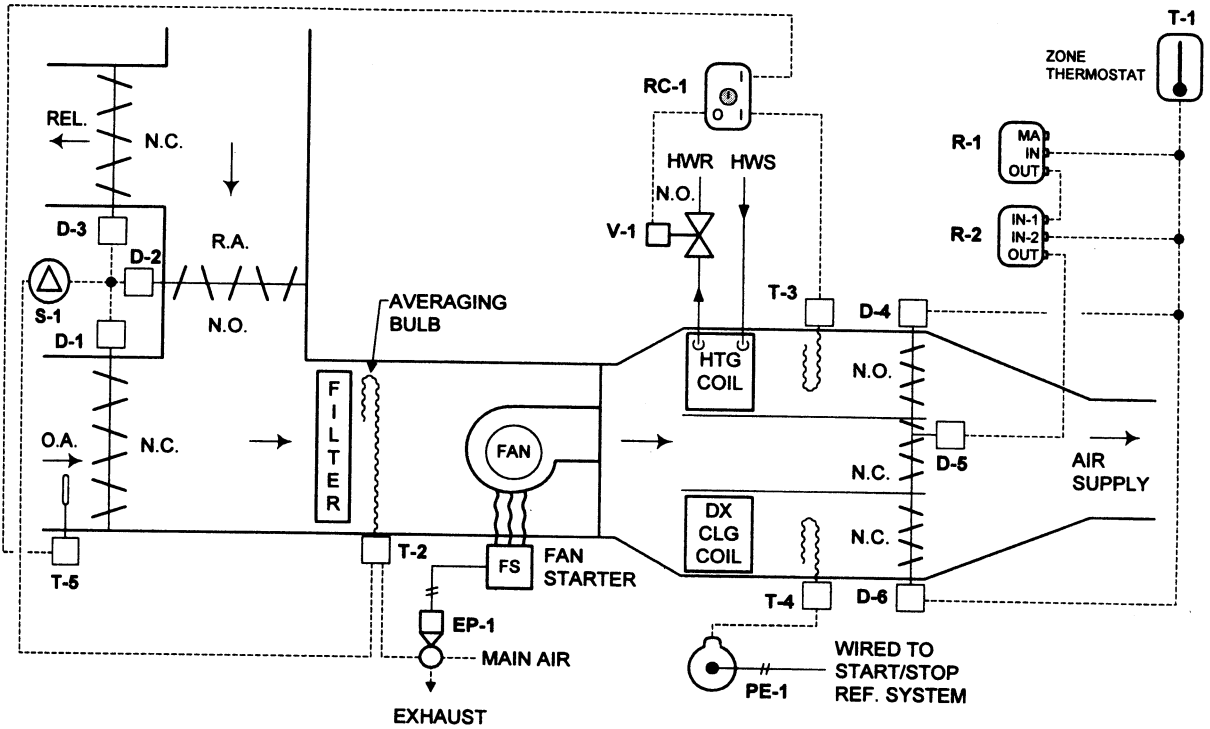 T-1
ZONE
THERMOSTAT
RC-1
I
O I
R-1
MA
IN
OUT
REL.
N.C.
HWR HWS
N.O.
R-2
IN-1
IN-2
OUT
D-3
D-2
R.A.
V-1
S-1
N.O.
D-1
AVERAGING
BULB
T-3
D-4
HTG
COIL
N.O.
FILTER
O.A.
N.C.
FAN
D-5
N.C.
AIR
SUPPLY
DX
CLG
COIL
N.C.
T-5
T-2
FS
FAN
STARTER
T-4
D-6
EP-1
MAIN AIR
WIRED TO
START/STOP
REF. SYSTEM
PE-1
EXHAUST